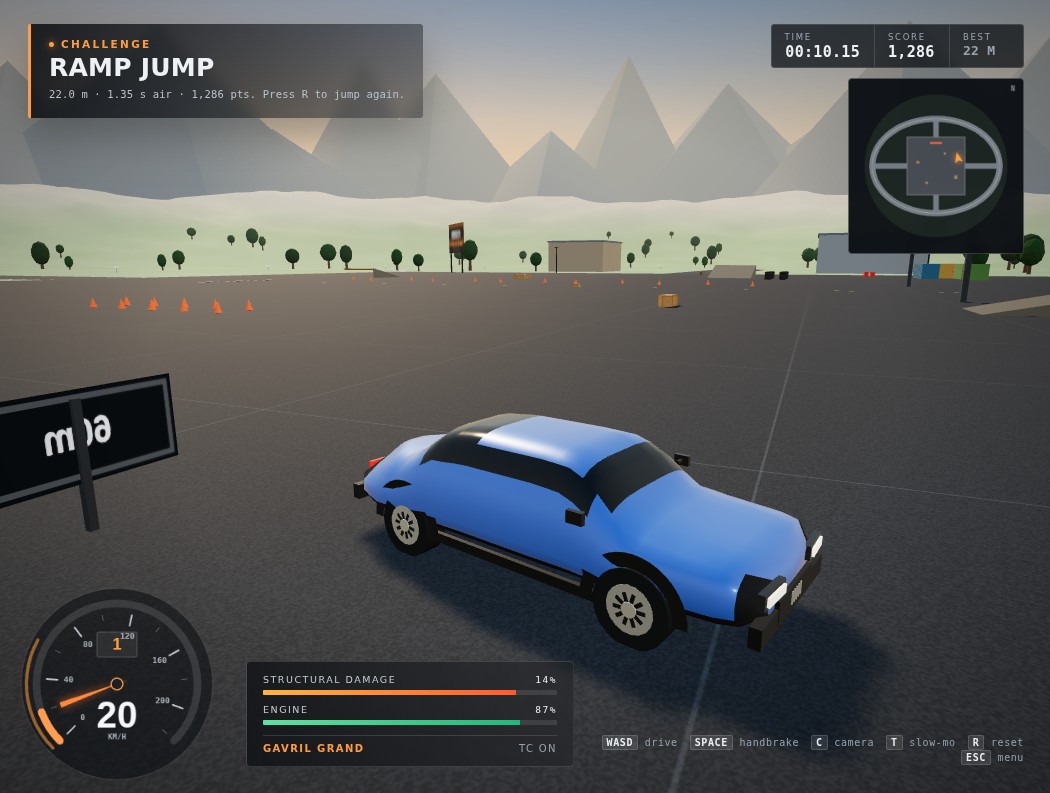 CHALLENGE
RAMP JUMP
22.0 m · 1.35 s air · 1,286 pts. Press R to jump again.
TIME SCORE BEST
00:10.15 1,286 22 M
N
60m
0 40 80 120 160 200
1
20
KM/H
STRUCTURAL DAMAGE 14%
ENGINE 87%
GAVRIL GRAND TC ON
WASD drive SPACE handbrake C camera T slow-mo R reset
ESC menu